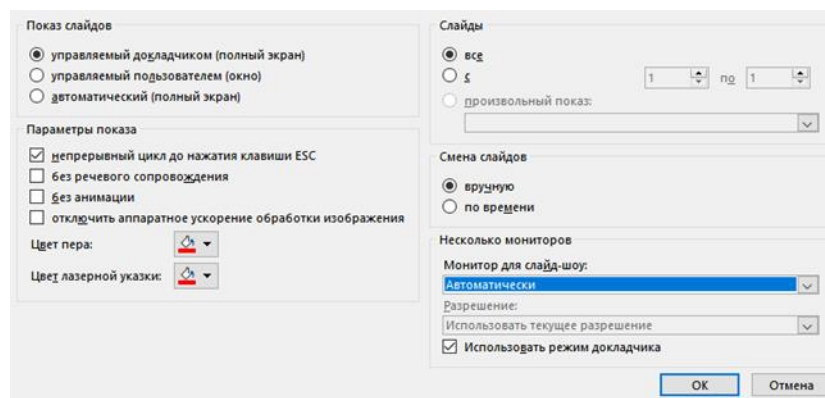 Показ слайдов
управляемый докладчиком (полный экран)
управляемый пользователем (окно)
автоматический (полный экран)
Параметры показа
непрерывный цикл до нажатия клавиши ESC
без речевого сопровождения
без анимации
отключить аппаратное ускорение обработки изображения
Цвет пера:
Цвет лазерной указки:
Слайды
все
с 1 по 1
произвольный показ:
Смена слайдов
вручную
по времени
Несколько мониторов
Монитор для слайд-шоу:
Автоматически
Разрешение:
Использовать текущее разрешение
Использовать режим докладчика
ОК Отмена